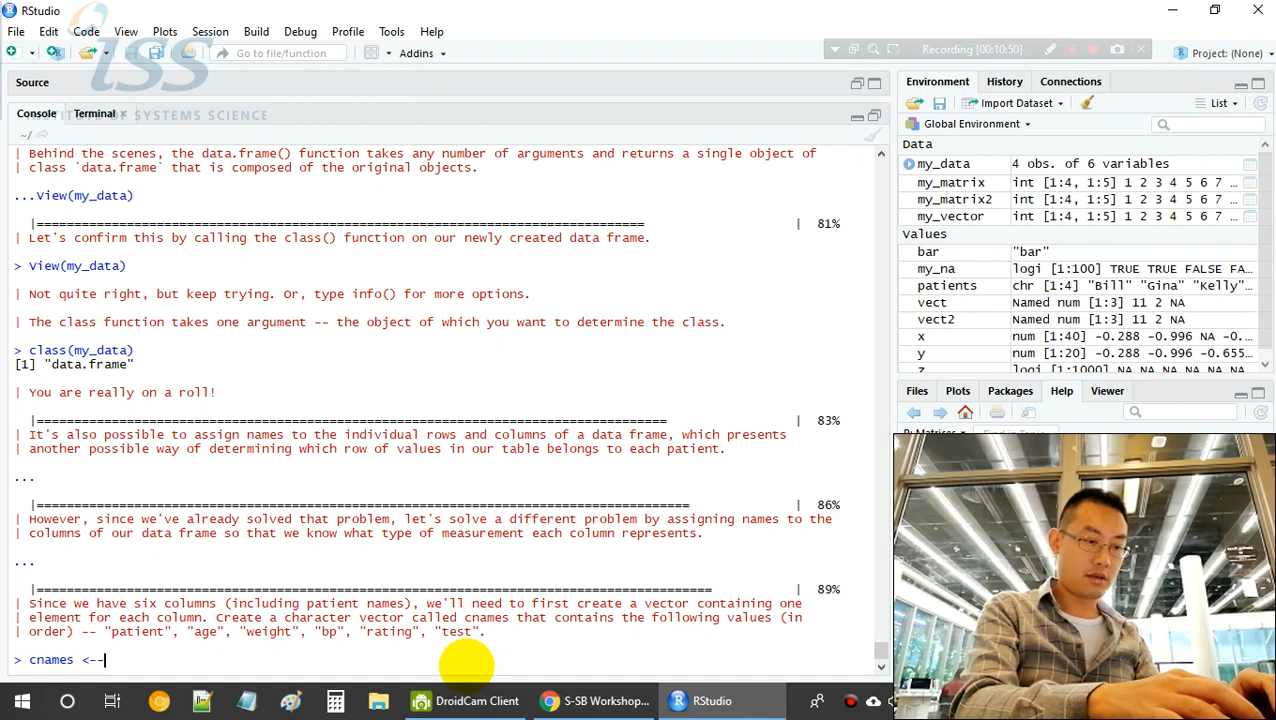 RStudio
File Edit Code View Plots Session Build Debug Profile Tools Help
Go to file/function
Addins
Recording [00:10:50]
Project: (None)
iss
INSTITUTE OF SYSTEMS SCIENCE
Source
Console Terminal
~/
| Behind the scenes, the data.frame() function takes any number of arguments and returns a single object of
| class `data.frame` that is composed of the original objects.
...View(my_data)
|================================================================================= | 81%
| Let's confirm this by calling the class() function on our newly created data frame.
> View(my_data)
| Not quite right, but keep trying. Or, type info() for more options.
| The class function takes one argument -- the object of which you want to determine the class.
> class(my_data)
[1] "data.frame"
| You are really on a roll!
|==================================================================================== | 83%
| It's also possible to assign names to the individual rows and columns of a data frame, which presents
| another possible way of determining which row of values in our table belongs to each patient.
...
|======================================================================================= | 86%
| However, since we've already solved that problem, let's solve a different problem by assigning names to the
| columns of our data frame so that we know what type of measurement each column represents.
...
|========================================================================================== | 89%
| Since we have six columns (including patient names), we'll need to first create a vector containing one
| element for each column. Create a character vector called cnames that contains the following values (in
| order) -- "patient", "age", "weight", "bp", "rating", "test".
> cnames <--
Environment History Connections
Import Dataset
List
Global Environment
Data
my_data 4 obs. of 6 variables
my_matrix int [1:4, 1:5] 1 2 3 4 5 6 7 …
my_matrix2 int [1:4, 1:5] 1 2 3 4 5 6 7 …
my_vector int [1:4, 1:5] 1 2 3 4 5 6 7 …
Values
bar "bar"
my_na logi [1:100] TRUE TRUE FALSE FA…
patients chr [1:4] "Bill" "Gina" "Kelly"…
vect Named num [1:3] 11 2 NA
vect2 Named num [1:3] 11 2 NA
x num [1:40] -0.288 -0.996 NA -0.…
y num [1:20] -0.288 -0.996 -0.655…
z logi [1:1000] NA NA NA NA NA NA…
Files Plots Packages Help Viewer
R: Matrices Find in Topic
DroidCam Client
S-SB Workshop...
RStudio